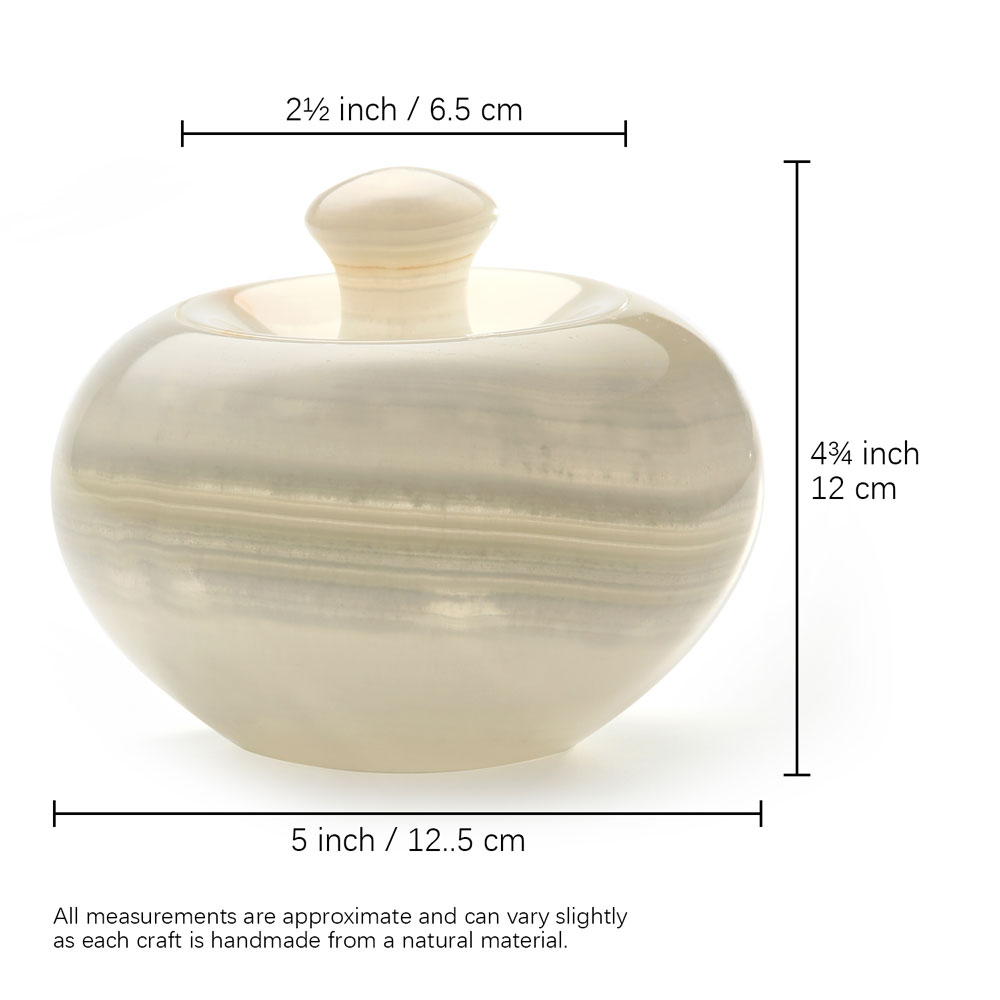 2½ inch / 6.5 cm
4¾ inch
12 cm
5 inch / 12..5 cm
All measurements are approximate and can vary slightly
as each craft is handmade from a natural material.